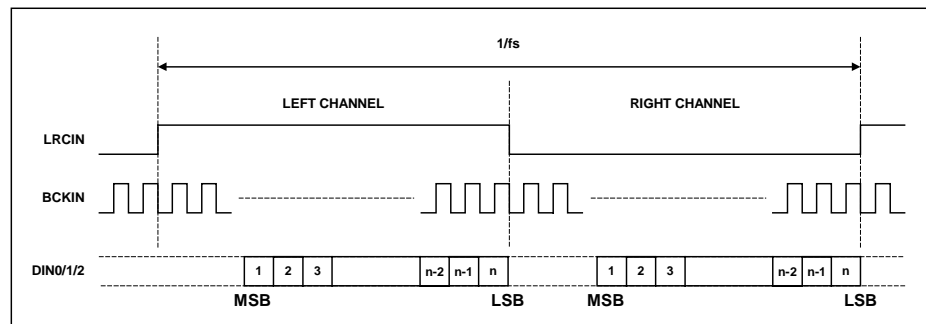 1/fs
LEFT CHANNEL RIGHT CHANNEL
LRCIN
BCKIN
DIN0/1/2 1 2 3 n-2 n-1 n 1 2 3 n-2 n-1 n
MSB LSB MSB LSB